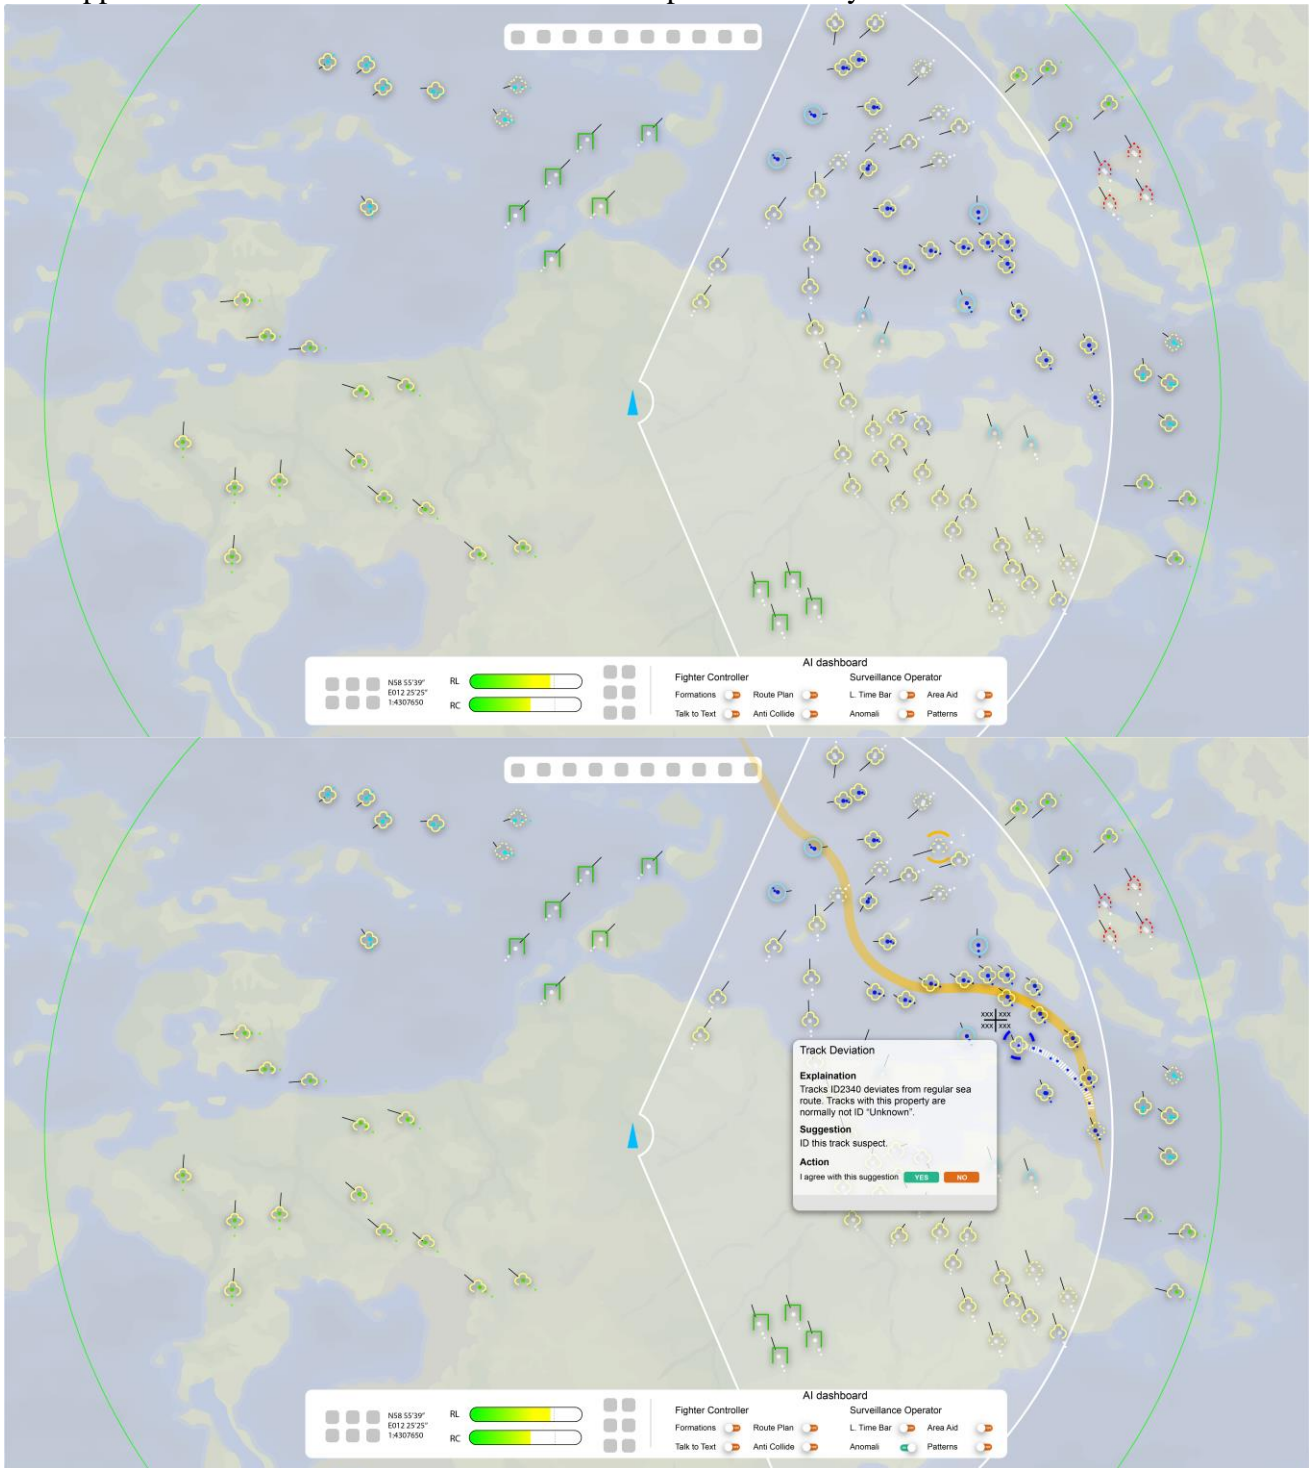 AI dashboard
N58 55'39"
E012 25'25"
1:4307650
RL
RC
Fighter Controller
Surveillance Operator
Formations
Route Plan
L. Time Bar
Area Aid
Talk to Text
Anti Collide
Anomali
Patterns
xxx xxx
xxx xxx
Track Deviation
Explaination
Tracks ID2340 deviates from regular sea
route. Tracks with this property are
normally not ID “Unknown”.
Suggestion
ID this track suspect.
Action
I agree with this suggestion YES NO
AI dashboard
N58 55'39"
E012 25'25"
1:4307650
RL
RC
Fighter Controller
Surveillance Operator
Formations
Route Plan
L. Time Bar
Area Aid
Talk to Text
Anti Collide
Anomali
Patterns